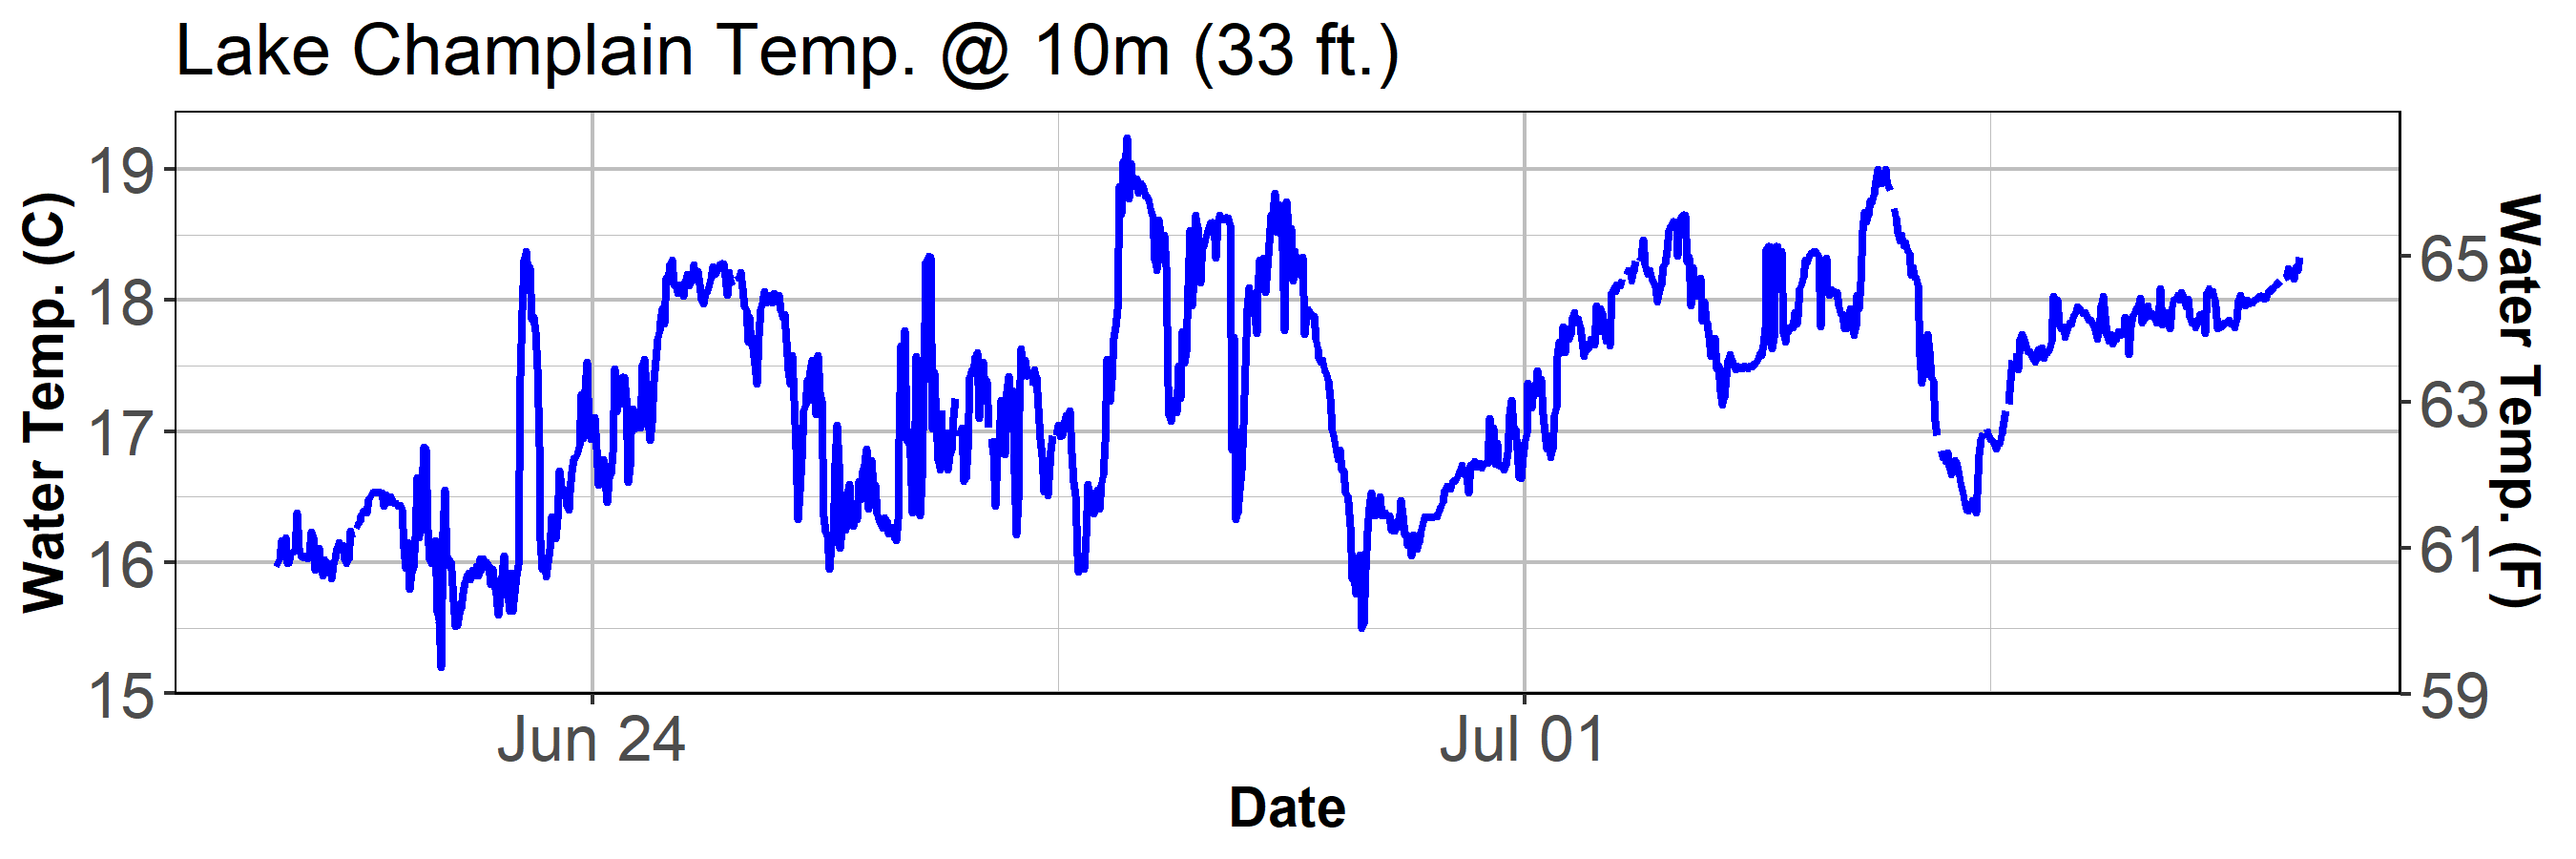 Lake Champlain Temp. @ 10m (33 ft.)
Water Temp. (C)
19
18
17
16
15
65
63
61
59
Water Temp. (F)
Jun 24
Jul 01
Date